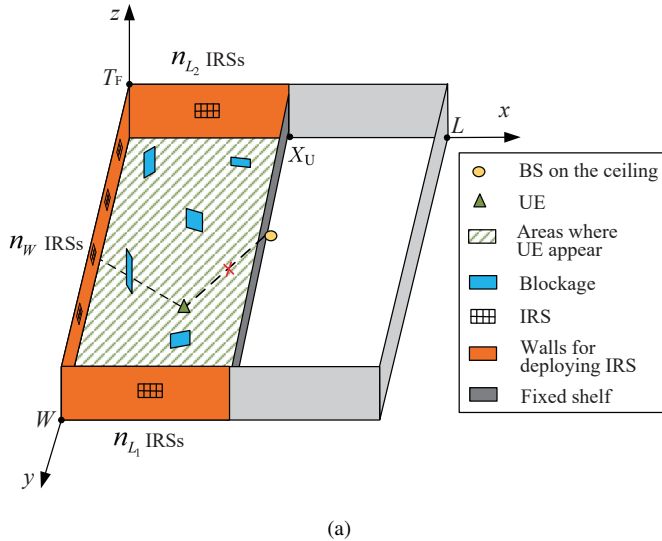 z
T_F
n_{L_2} IRSs
x
L
X_U
n_W IRSs
W
n_{L_1} IRSs
y
BS on the ceiling
UE
Areas where
UE appear
Blockage
IRS
Walls for
deploying IRS
Fixed shelf
(a)